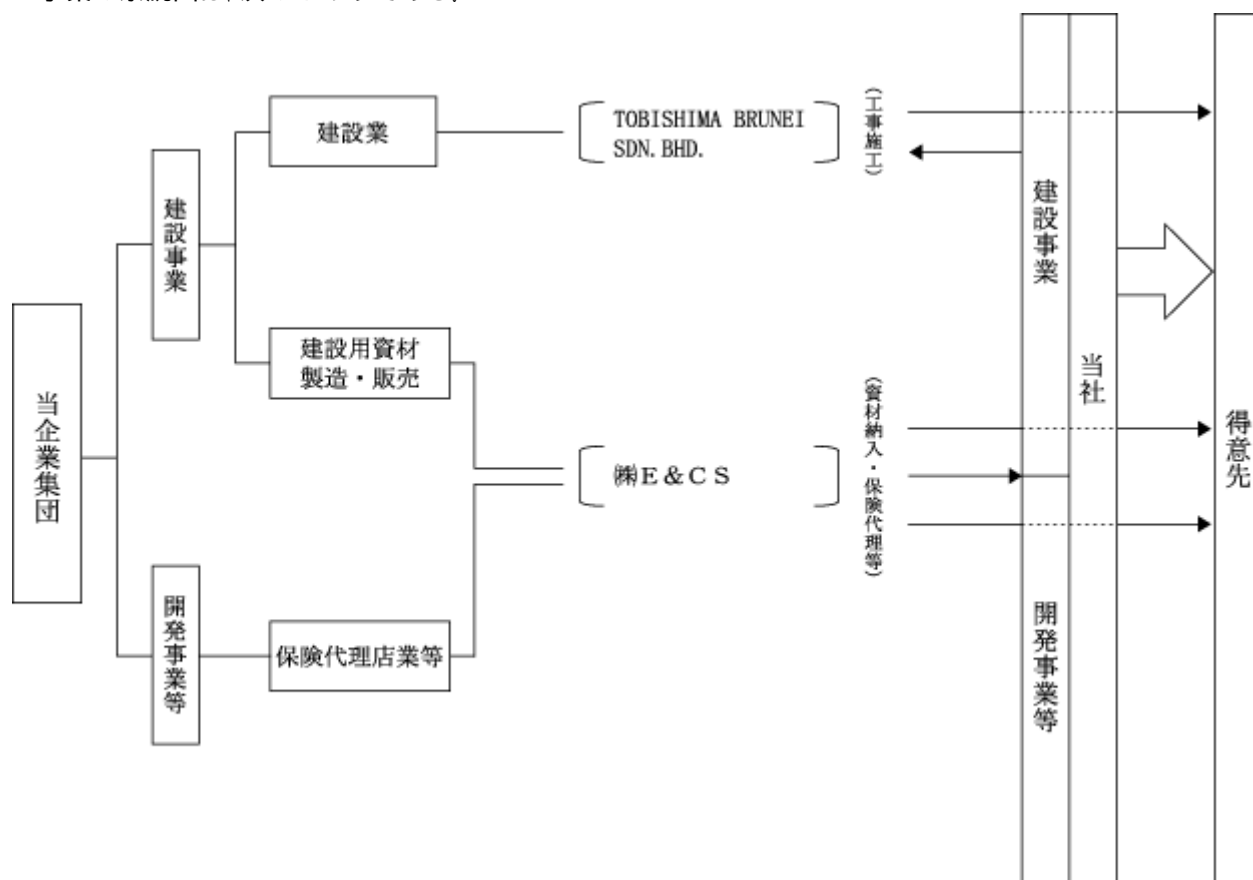 当企業集団
建設事業
開発事業等
建設業
建設用資材
製造・販売
保険代理店業等
TOBISHIMA BRUNEI
SDN. BHD.
㈱E＆CS
(工事施工)
(資材納入・保険代理等)
建設事業
開発事業等
当社
得意先